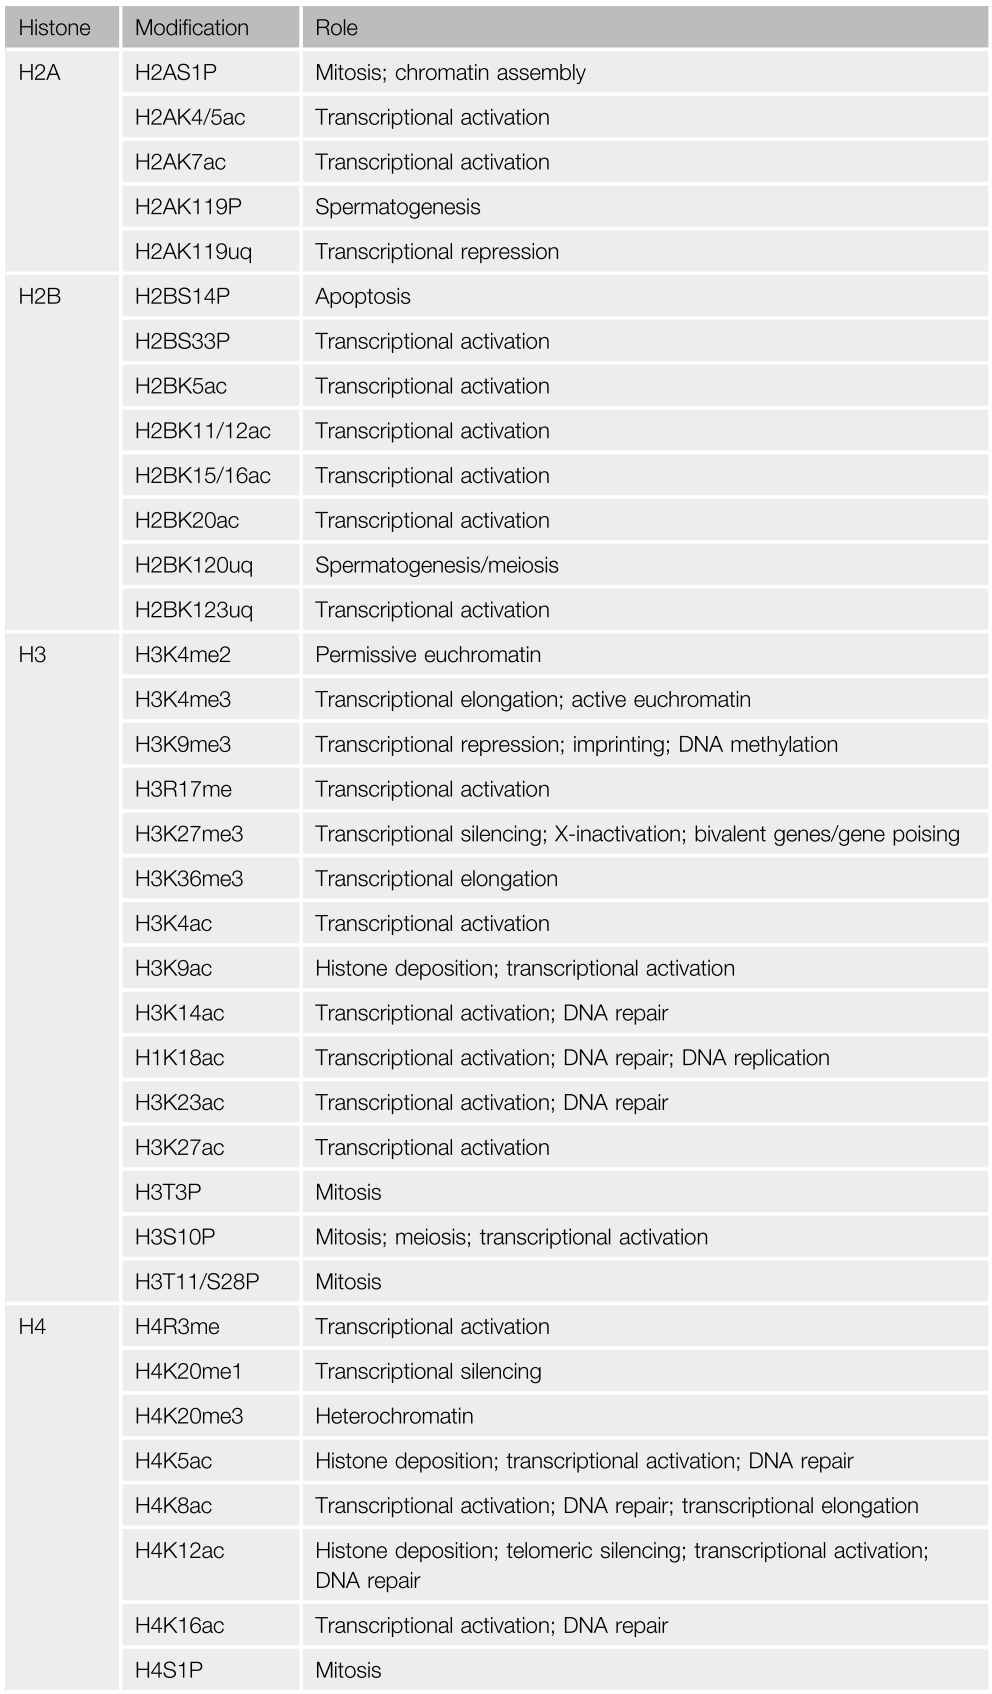 Histone Modification Role
H2A H2AS1P Mitosis; chromatin assembly
H2AK4/5ac Transcriptional activation
H2AK7ac Transcriptional activation
H2AK119P Spermatogenesis
H2AK119uq Transcriptional repression
H2B H2BS14P Apoptosis
H2BS33P Transcriptional activation
H2BK5ac Transcriptional activation
H2BK11/12ac Transcriptional activation
H2BK15/16ac Transcriptional activation
H2BK20ac Transcriptional activation
H2BK120uq Spermatogenesis/meiosis
H2BK123uq Transcriptional activation
H3 H3K4me2 Permissive euchromatin
H3K4me3 Transcriptional elongation; active euchromatin
H3K9me3 Transcriptional repression; imprinting; DNA methylation
H3R17me Transcriptional activation
H3K27me3 Transcriptional silencing; X-inactivation; bivalent genes/gene poising
H3K36me3 Transcriptional elongation
H3K4ac Transcriptional activation
H3K9ac Histone deposition; transcriptional activation
H3K14ac Transcriptional activation; DNA repair
H1K18ac Transcriptional activation; DNA repair; DNA replication
H3K23ac Transcriptional activation; DNA repair
H3K27ac Transcriptional activation
H3T3P Mitosis
H3S10P Mitosis; meiosis; transcriptional activation
H3T11/S28P Mitosis
H4 H4R3me Transcriptional activation
H4K20me1 Transcriptional silencing
H4K20me3 Heterochromatin
H4K5ac Histone deposition; transcriptional activation; DNA repair
H4K8ac Transcriptional activation; DNA repair; transcriptional elongation
H4K12ac Histone deposition; telomeric silencing; transcriptional activation;
DNA repair
H4K16ac Transcriptional activation; DNA repair
H4S1P Mitosis